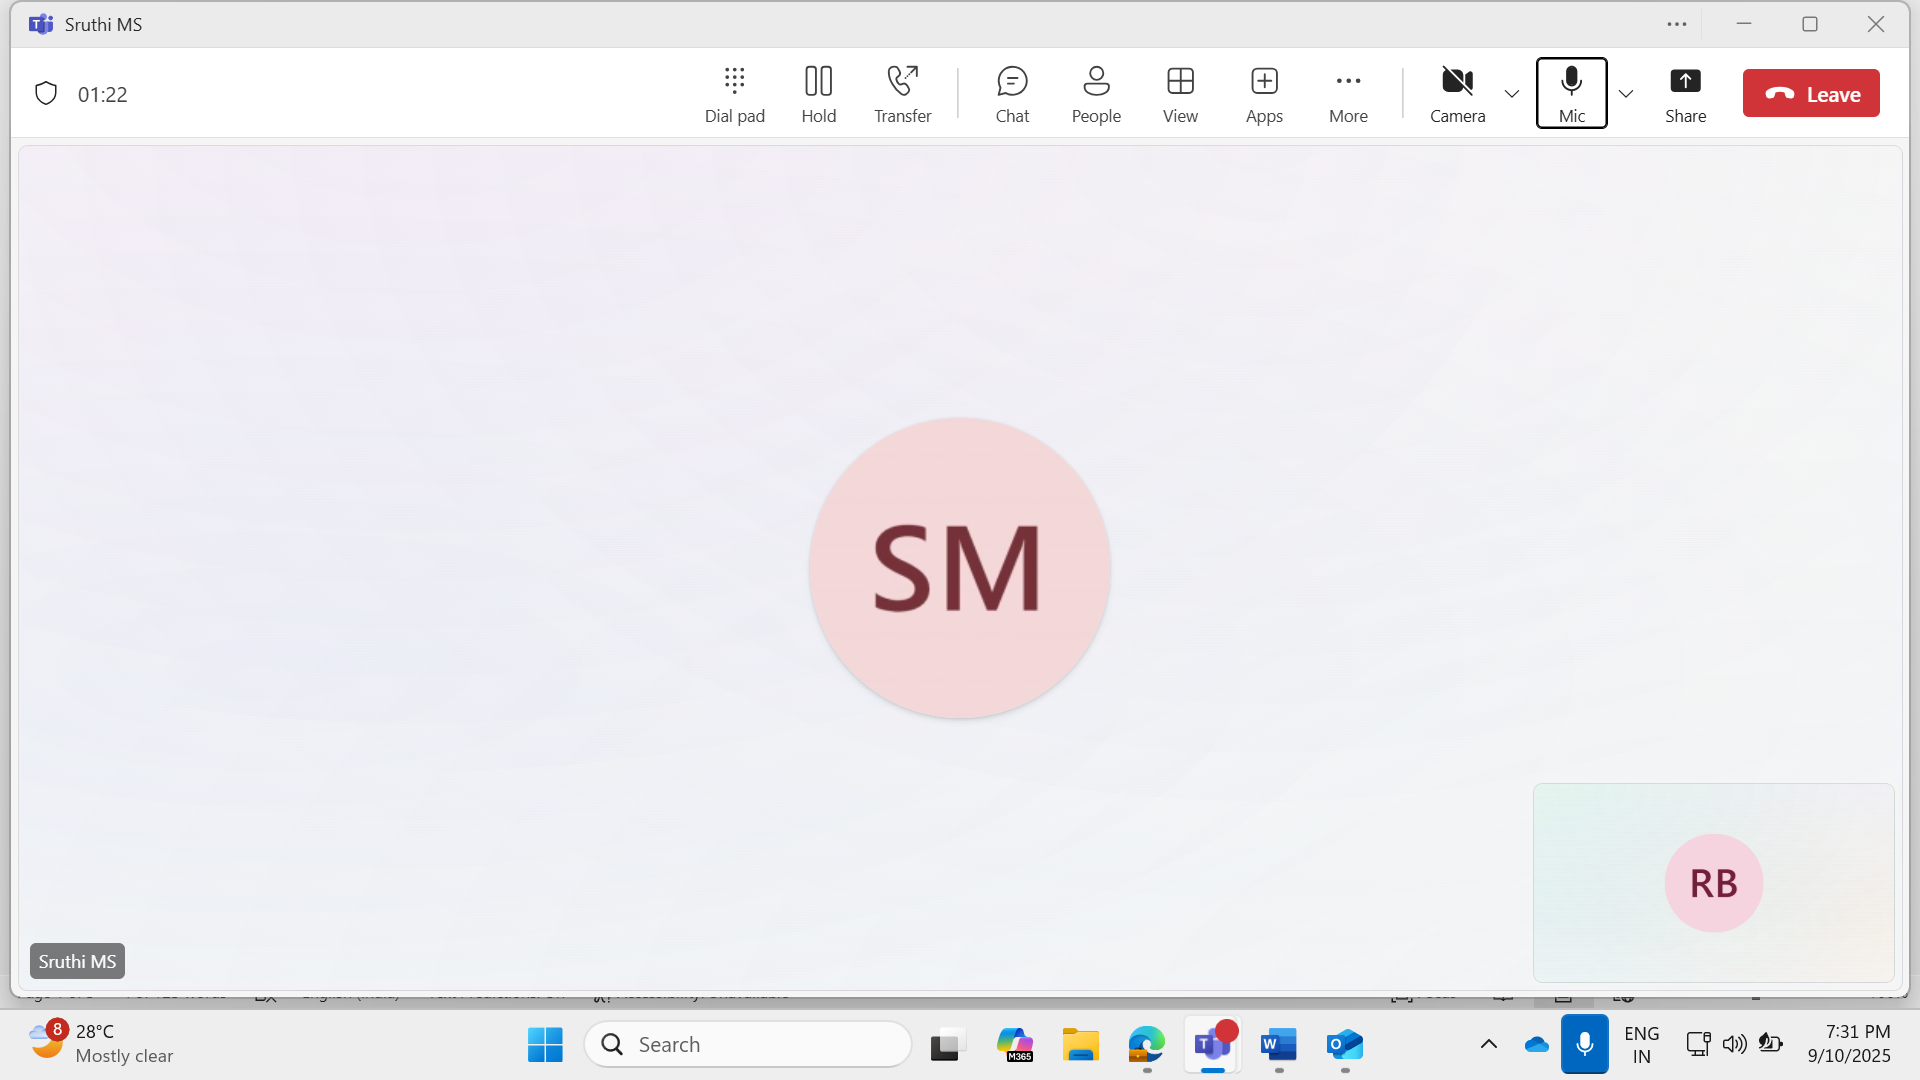 Sruthi MS
01:22
Dial pad
Hold
Transfer
Chat
People
View
Apps
More
Camera
Mic
Share
Leave
SM
RB
Sruthi MS
8
28°C
Mostly clear
Search
M365
T
W
O
ENG
IN
7:31 PM
9/10/2025